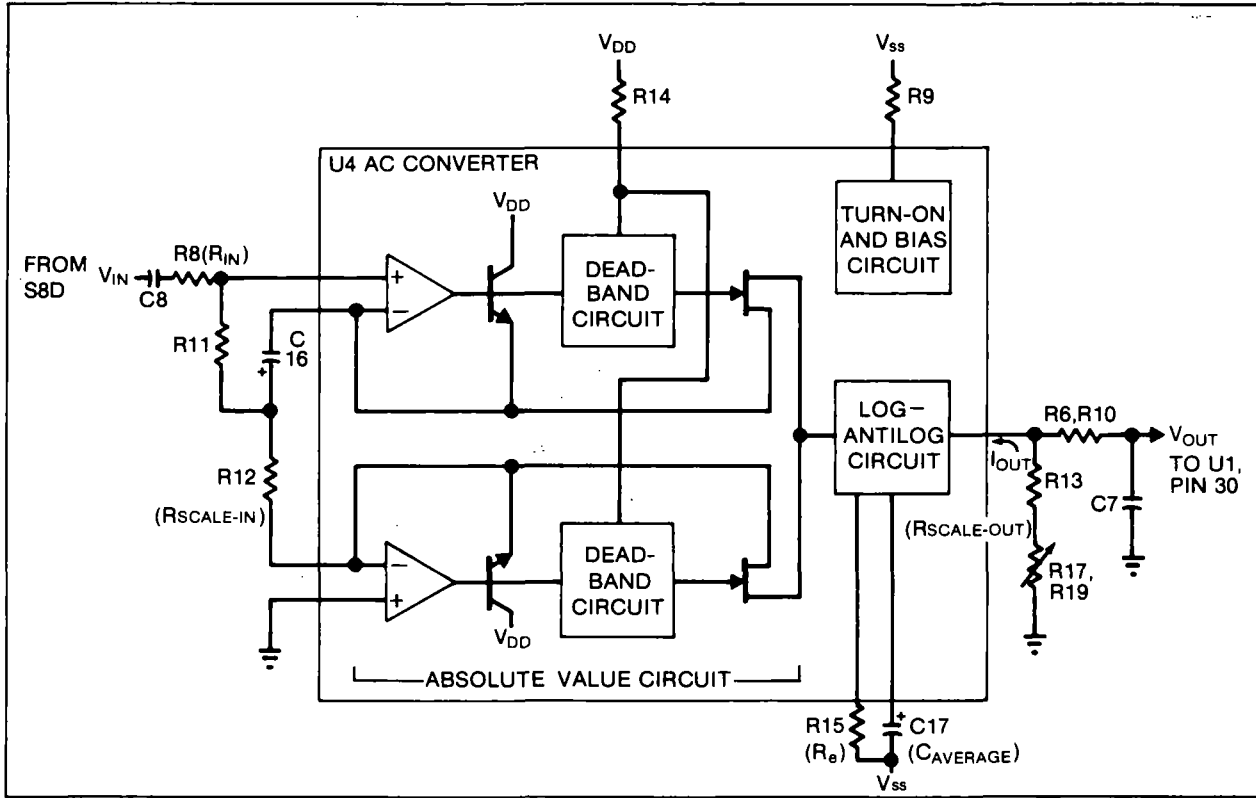 VDD
Vss
R14
R9
U4 AC CONVERTER
VDD
TURN-ON
AND BIAS
CIRCUIT
FROM
S8D
VIN
R8(RIN)
C8
+
−
DEAD-
BAND
CIRCUIT
R11
C
16
+
LOG–
ANTILOG
CIRCUIT
IOUT
R6,R10
VOUT
TO U1,
PIN 30
R12
(RSCALE-IN)
R13
(RSCALE-OUT)
C7
−
+
DEAD-
BAND
CIRCUIT
VDD
R17,
R19
ABSOLUTE VALUE CIRCUIT
R15
(Re)
+
C17
(CAVERAGE)
Vss